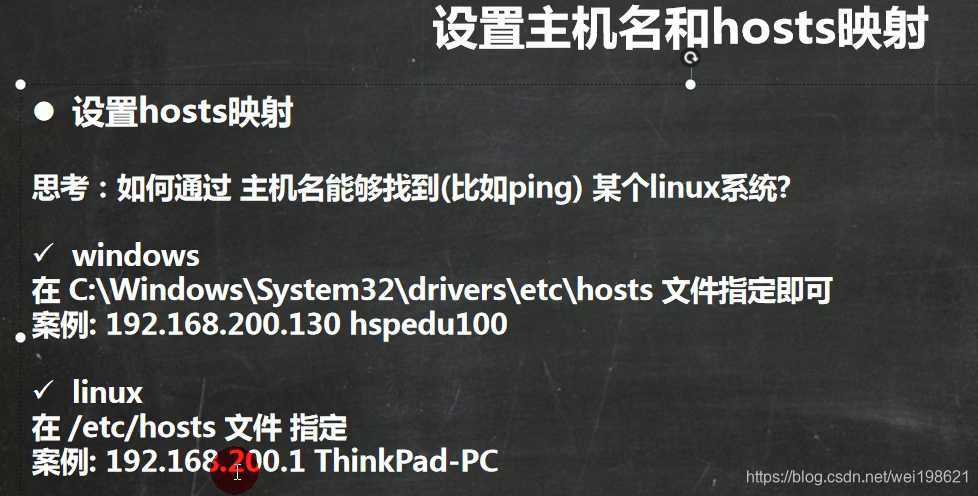 设置主机名和hosts映射
● 设置hosts映射
思考：如何通过 主机名能够找到(比如ping) 某个linux系统?
✓ windows
在 C:\Windows\System32\drivers\etc\hosts 文件指定即可
案例: 192.168.200.130 hspedu100
✓ linux
在 /etc/hosts 文件 指定
案例: 192.168.200.1 ThinkPad-PC
https://blog.csdn.net/wei198621